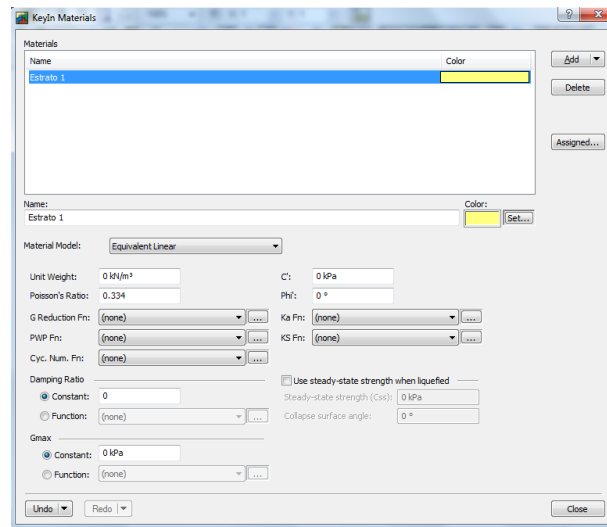 KeyIn Materials
Materials
Name Color
Add
Estrato 1
Delete
Assigned...
Name: Color:
Estrato 1 Set...
Material Model: Equivalent Linear
Unit Weight: 0 kN/m³ C': 0 kPa
Poisson's Ratio: 0.334 Phi': 0 °
G Reduction Fn: (none) ... Ka Fn: (none) ...
PWP Fn: (none) ... KS Fn: (none) ...
Cyc. Num. Fn: (none) ...
Damping Ratio Use steady-state strength when liquefied
Constant: 0 Steady-state strength (Css): 0 kPa
Function: (none) ... Collapse surface angle: 0 °
Gmax
Constant: 0 kPa
Function: (none) ...
Undo Redo Close